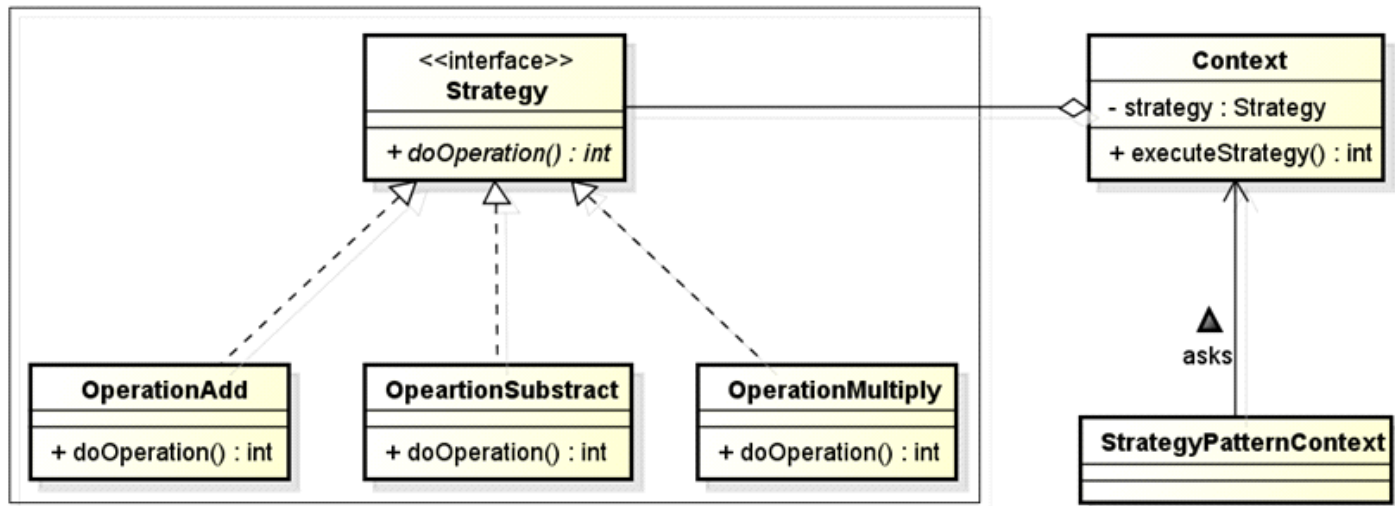 <<interface>>
Strategy
+ doOperation() : int
Context
- strategy : Strategy
+ executeStrategy() : int
asks
OperationAdd
+ doOperation() : int
OpeartionSubstract
+ doOperation() : int
OperationMultiply
+ doOperation() : int
StrategyPatternContext